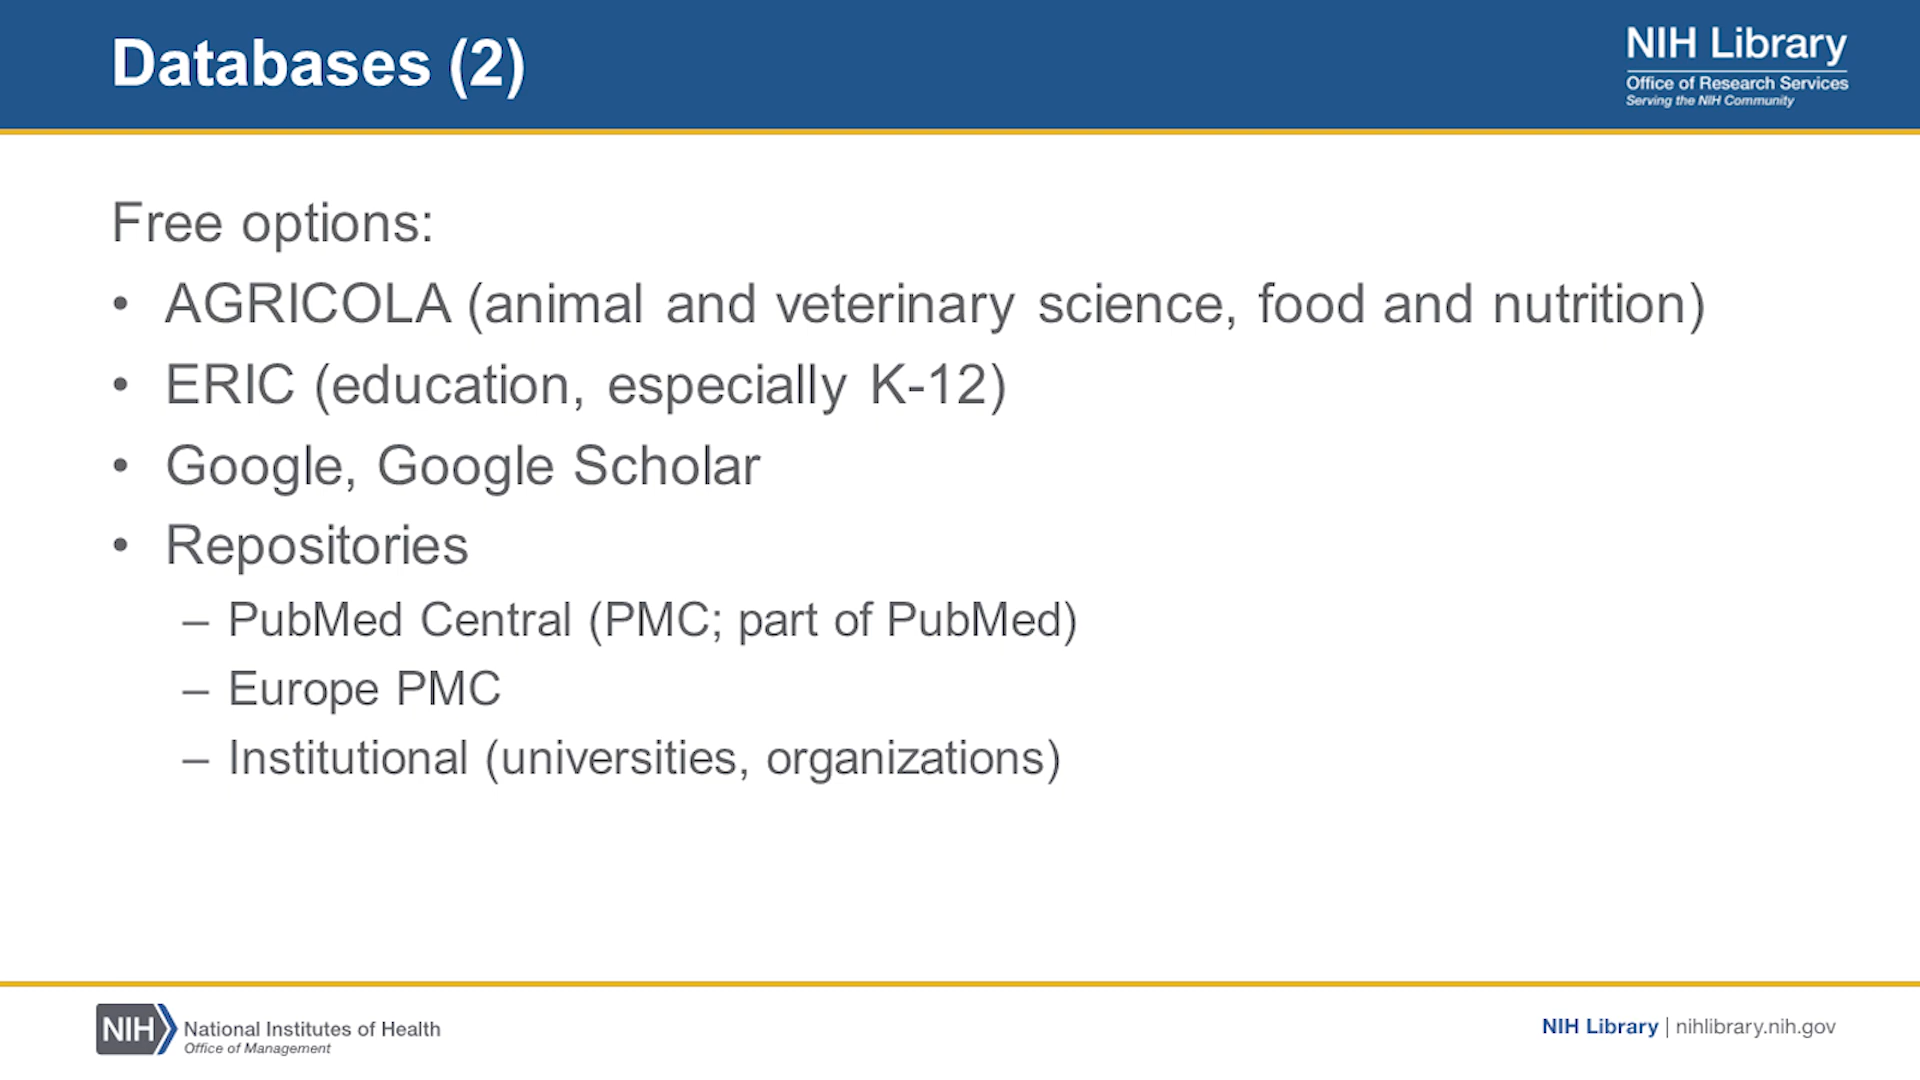 Databases (2)
NIH Library
Office of Research Services
Serving the NIH Community
Free options:
• AGRICOLA (animal and veterinary science, food and nutrition)
• ERIC (education, especially K-12)
• Google, Google Scholar
• Repositories
– PubMed Central (PMC; part of PubMed)
– Europe PMC
– Institutional (universities, organizations)
NIH National Institutes of Health
Office of Management
NIH Library | nihlibrary.nih.gov